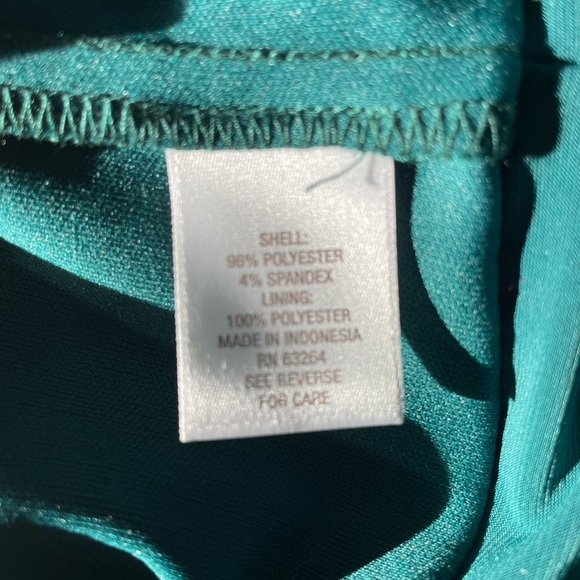 SHELL:
96% POLYESTER
4% SPANDEX
LINING:
100% POLYESTER
MADE IN INDONESIA
RN 63264
SEE REVERSE
FOR CARE